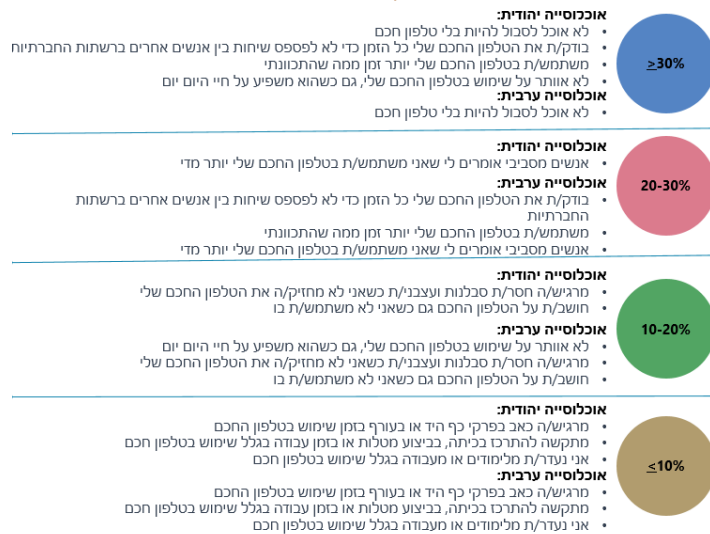 אוכלוסייה יהודית:
• לא אוכל לסבול להיות בלי טלפון חכם
• בודק/ת את הטלפון החכם שלי כל הזמן כדי לא לפספס שיחות בין אנשים אחרים ברשתות החברתיות
• משתמש/ת בטלפון החכם שלי יותר זמן ממה שהתכוונתי
• לא אוותר על שימוש בטלפון החכם שלי, גם כשהוא משפיע על חיי היום יום
אוכלוסייה ערבית:
• לא אוכל לסבול להיות בלי טלפון חכם
≥30%
אוכלוסייה יהודית:
• אנשים מסביבי אומרים לי שאני משתמש/ת בטלפון החכם שלי יותר מדי
אוכלוסייה ערבית:
• בודק/ת את הטלפון החכם שלי כל הזמן כדי לא לפספס שיחות בין אנשים אחרים ברשתות
החברתיות
• משתמש/ת בטלפון החכם שלי יותר זמן ממה שהתכוונתי
• אנשים מסביבי אומרים לי שאני משתמש/ת בטלפון החכם שלי יותר מדי
20-30%
אוכלוסייה יהודית:
• מרגיש/ה חסר/ת סבלנות ועצבני/ת כשאני לא מחזיק/ה את הטלפון החכם שלי
• חושב/ת על הטלפון החכם גם כשאני לא משתמש/ת בו
אוכלוסייה ערבית:
• לא אוותר על שימוש בטלפון החכם שלי, גם כשהוא משפיע על חיי היום יום
• מרגיש/ה חסר/ת סבלנות ועצבני/ת כשאני לא מחזיק/ה את הטלפון החכם שלי
• חושב/ת על הטלפון החכם גם כשאני לא משתמש/ת בו
10-20%
אוכלוסייה יהודית:
• מרגיש/ה כאב בפרקי כף היד או בעורף בזמן שימוש בטלפון החכם
• מתקשה להתרכז בכיתה, בביצוע מטלות או בזמן עבודה בגלל שימוש בטלפון חכם
• אני נעדר/ת מלימודים או מעבודה בגלל שימוש בטלפון חכם
אוכלוסייה ערבית:
• מרגיש/ה כאב בפרקי כף היד או בעורף בזמן שימוש בטלפון החכם
• מתקשה להתרכז בכיתה, בביצוע מטלות או בזמן עבודה בגלל שימוש בטלפון חכם
• אני נעדר/ת מלימודים או מעבודה בגלל שימוש בטלפון חכם
≤10%